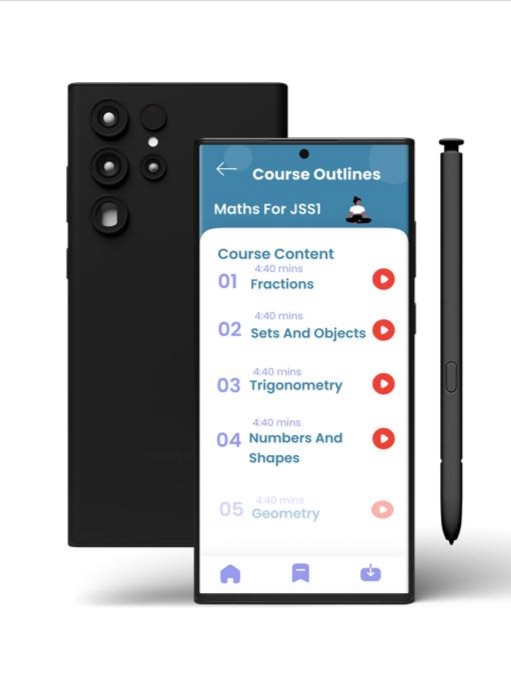 Course Outlines
Maths For JSS1
Course Content
4:40 mins
01 Fractions
4:40 mins
02 Sets And Objects
4:40 mins
03 Trigonometry
4:40 mins
04 Numbers And
Shapes
4:40 mins
05 Geometry